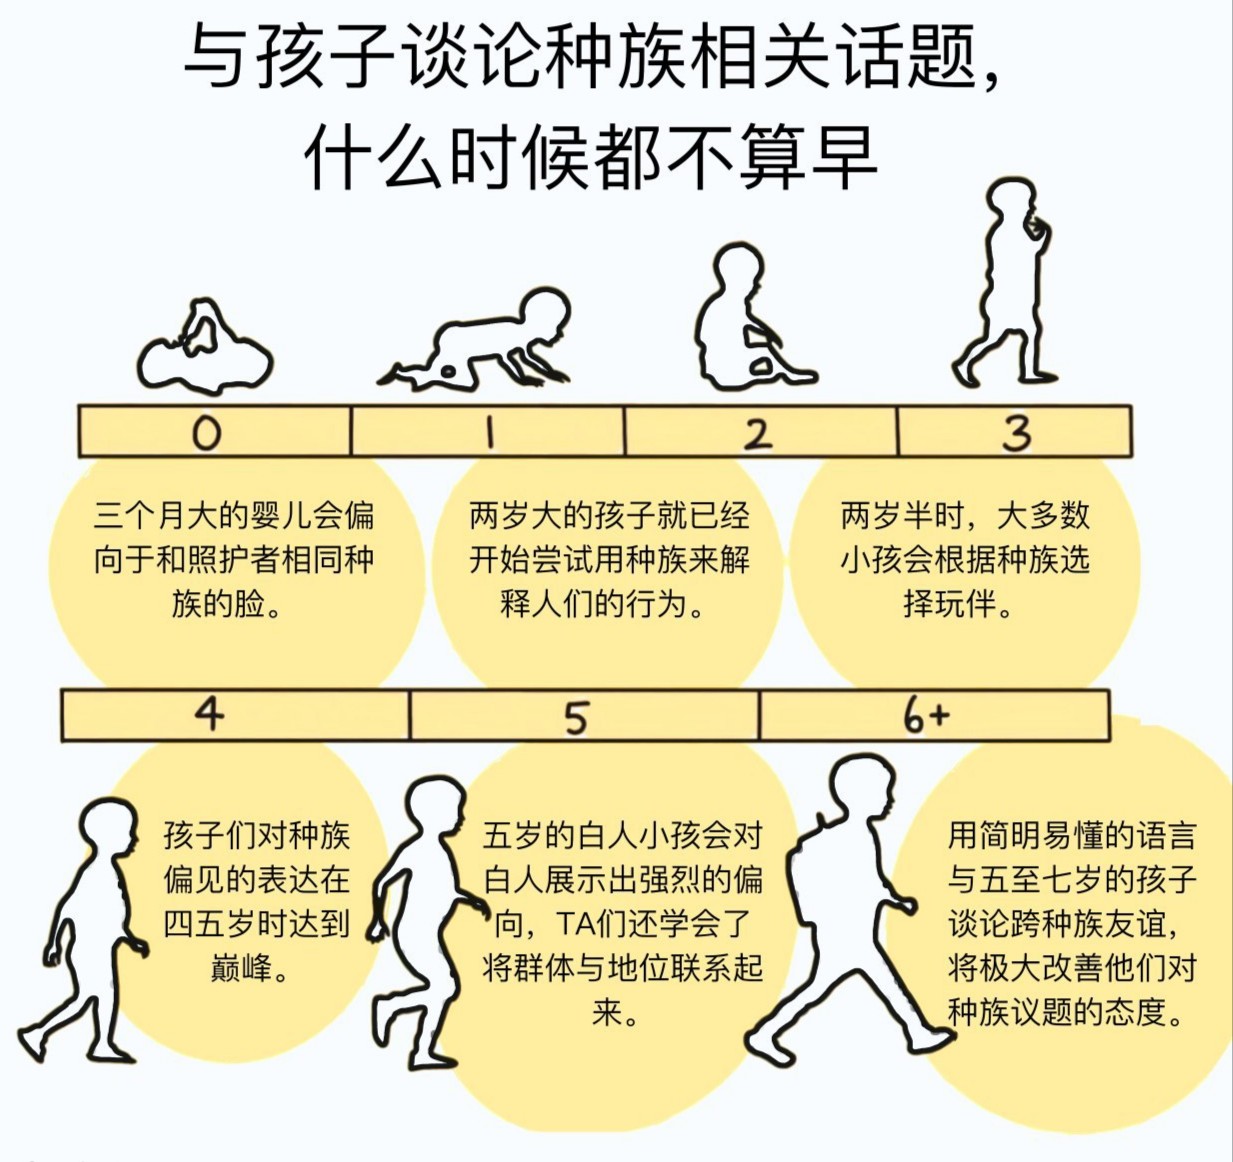 与孩子谈论种族相关话题，
什么时候都不算早
0
1
2
3
三个月大的婴儿会偏
向于和照护者相同种
族的脸。
两岁大的孩子就已经
开始尝试用种族来解
释人们的行为。
两岁半时，大多数
小孩会根据种族选
择玩伴。
4
5
6+
孩子们对种族
偏见的表达在
四五岁时达到
巅峰。
五岁的白人小孩会对
白人展示出强烈的偏
向，TA们还学会了
将群体与地位联系起
来。
用简明易懂的语言
与五至七岁的孩子
谈论跨种族友谊，
将极大改善他们对
种族议题的态度。